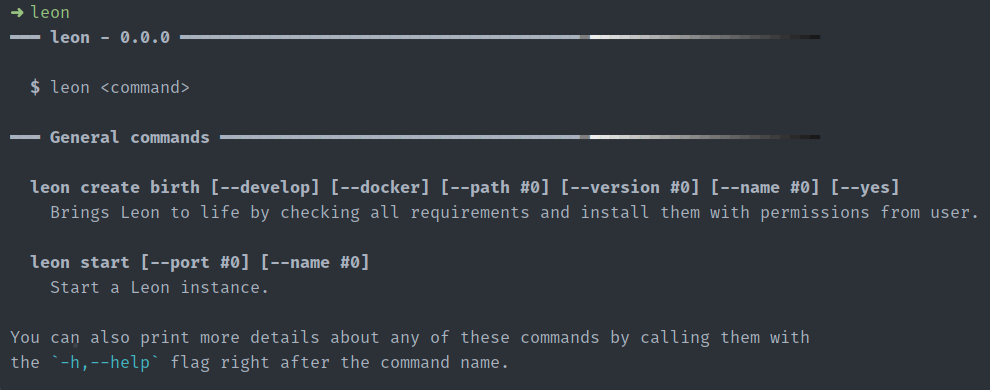 ➜ leon
━━━ leon - 0.0.0 ━━━━━━━━━━━━━━━━━━━━━━━━━━━━━━━━━━━━━━━━━━━━━━━━━━━━━━━━━━━━━━━━
$ leon <command>
━━━ General commands ━━━━━━━━━━━━━━━━━━━━━━━━━━━━━━━━━━━━━━━━━━━━━━━━━━━━━━━━━━━━
leon create birth [--develop] [--docker] [--path #0] [--version #0] [--name #0] [--yes]
Brings Leon to life by checking all requirements and install them with permissions from user.
leon start [--port #0] [--name #0]
Start a Leon instance.
You can also print more details about any of these commands by calling them with
the `-h,--help` flag right after the command name.